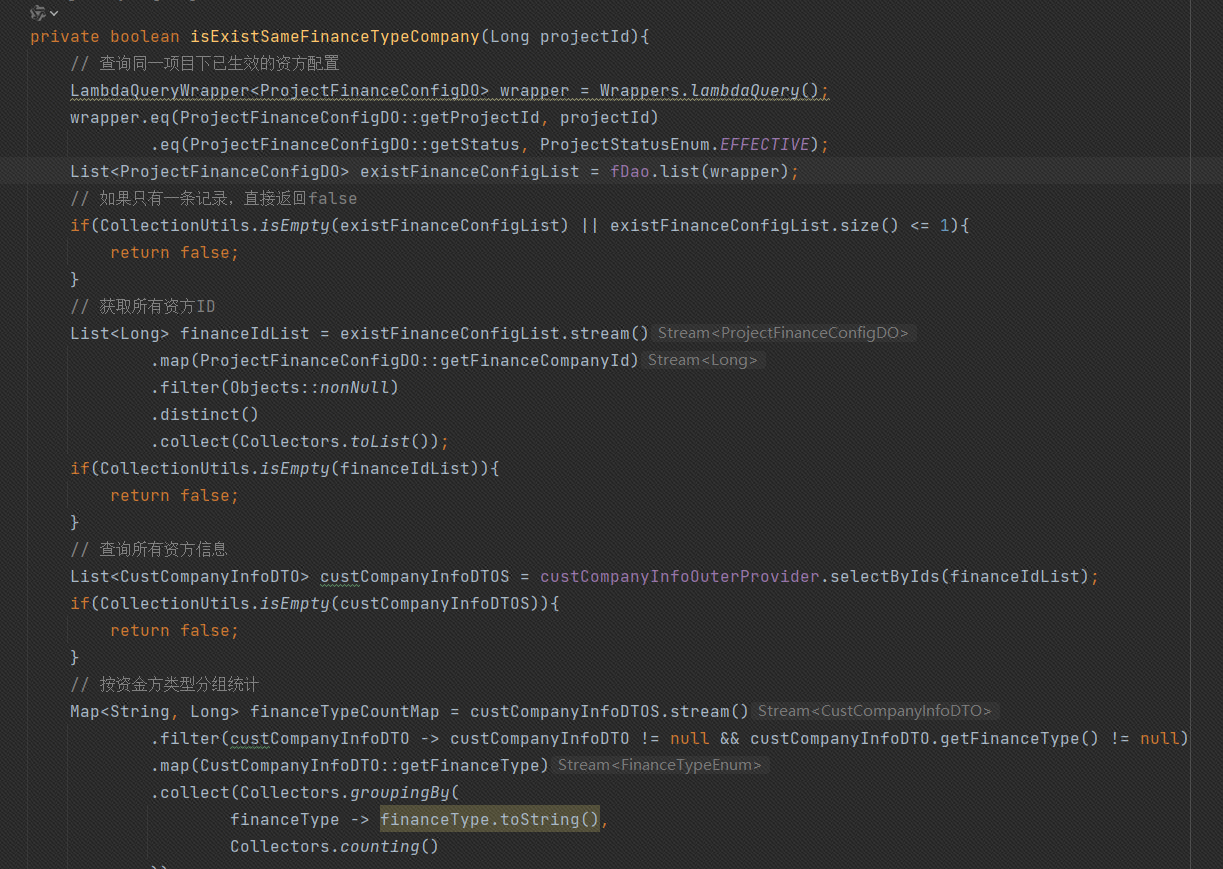 private boolean isExistSameFinanceTypeCompany(Long projectId){
// 查询同一项目下已生效的资方配置
LambdaQueryWrapper<ProjectFinanceConfigDO> wrapper = Wrappers.lambdaQuery();
wrapper.eq(ProjectFinanceConfigDO::getProjectId, projectId)
.eq(ProjectFinanceConfigDO::getStatus, ProjectStatusEnum.EFFECTIVE);
List<ProjectFinanceConfigDO> existFinanceConfigList = fDao.list(wrapper);
// 如果只有一条记录，直接返回false
if(CollectionUtils.isEmpty(existFinanceConfigList) || existFinanceConfigList.size() <= 1){
return false;
}
// 获取所有资方ID
List<Long> financeIdList = existFinanceConfigList.stream() Stream<ProjectFinanceConfigDO>
.map(ProjectFinanceConfigDO::getFinanceCompanyId) Stream<Long>
.filter(Objects::nonNull)
.distinct()
.collect(Collectors.toList());
if(CollectionUtils.isEmpty(financeIdList)){
return false;
}
// 查询所有资方信息
List<CustCompanyInfoDTO> custCompanyInfoDTOS = custCompanyInfoOuterProvider.selectByIds(financeIdList);
if(CollectionUtils.isEmpty(custCompanyInfoDTOS)){
return false;
}
// 按资金方类型分组统计
Map<String, Long> financeTypeCountMap = custCompanyInfoDTOS.stream() Stream<CustCompanyInfoDTO>
.filter(custCompanyInfoDTO -> custCompanyInfoDTO != null && custCompanyInfoDTO.getFinanceType() != null)
.map(CustCompanyInfoDTO::getFinanceType) Stream<FinanceTypeEnum>
.collect(Collectors.groupingBy(
financeType -> financeType.toString(),
Collectors.counting()